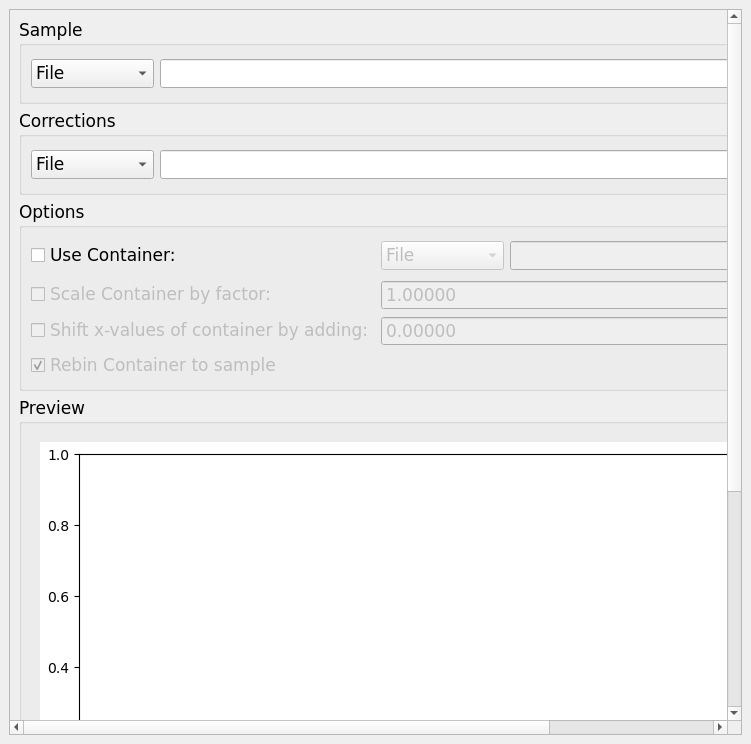 Sample
File
Corrections
File
Options
Use Container:
File
Scale Container by factor:
1.00000
Shift x-values of container by adding:
0.00000
Rebin Container to sample
Preview
1.0
0.8
0.6
0.4